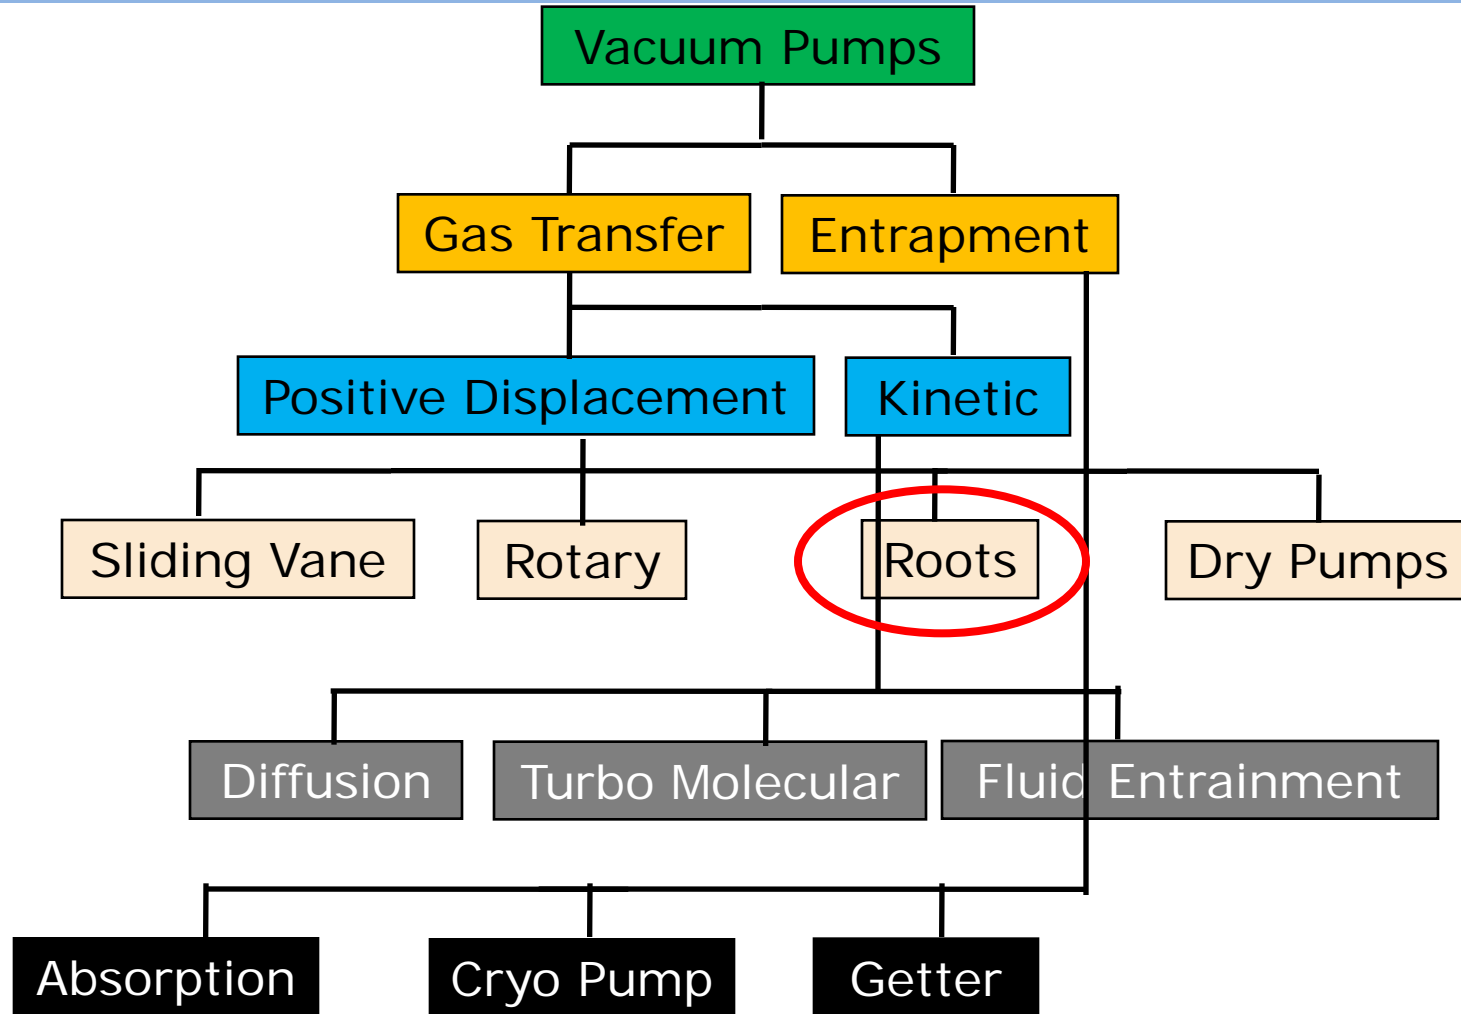 Vacuum Pumps
Gas Transfer
Entrapment
Positive Displacement
Kinetic
Sliding Vane
Rotary
Roots
Dry Pumps
Diffusion
Turbo Molecular
Fluid Entrainment
Absorption
Cryo Pump
Getter